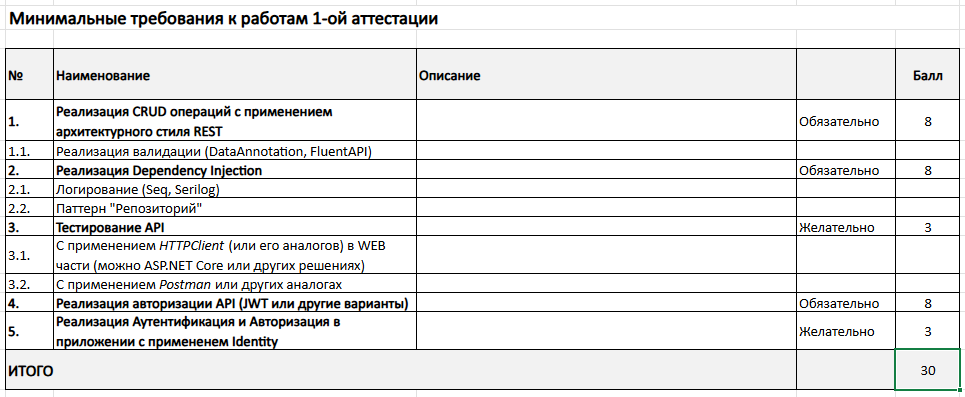 Минимальные требования к работам 1-ой аттестации
№ Наименование Описание Балл
1. Реализация CRUD операций с применением
архитектурного стиля REST Обязательно 8
1.1. Реализация валидации (DataAnnotation, FluentAPI)
2. Реализация Dependency Injection Обязательно 8
2.1. Логирование (Seq, Serilog)
2.2. Паттерн "Репозиторий"
3. Тестирование API Желательно 3
3.1. С применением HTTPClient (или его аналогов) в WEB
части (можно ASP.NET Core или других решениях)
3.2. С применением Postman или других аналогах
4. Реализация авторизации API (JWT или другие варианты) Обязательно 8
5. Реализация Аутентификация и Авторизация в
приложении с примененем Identity Желательно 3
ИТОГО 30